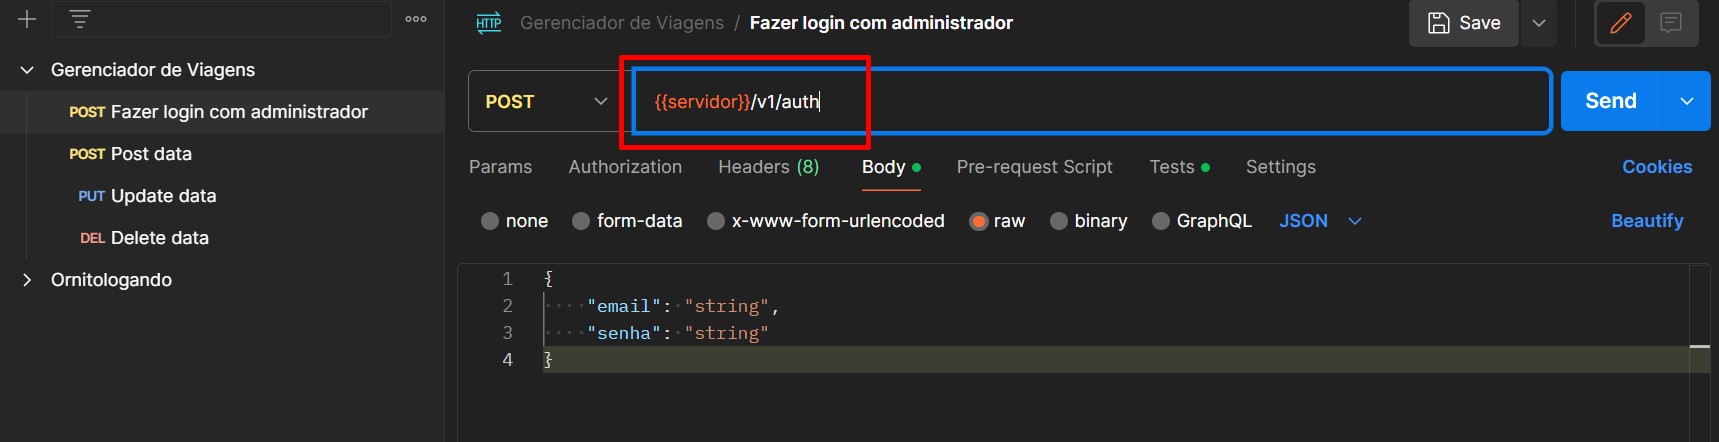 HTTP Gerenciador de Viagens / Fazer login com administrador
Save
Gerenciador de Viagens
POST Fazer login com administrador
POST Post data
PUT Update data
DEL Delete data
Ornitologando
POST
{{servidor}}/v1/auth
Send
Params Authorization Headers (8) Body Pre-request Script Tests Settings Cookies
none form-data x-www-form-urlencoded raw binary GraphQL JSON Beautify
1 {
2 "email": "string",
3 "senha": "string"
4 }